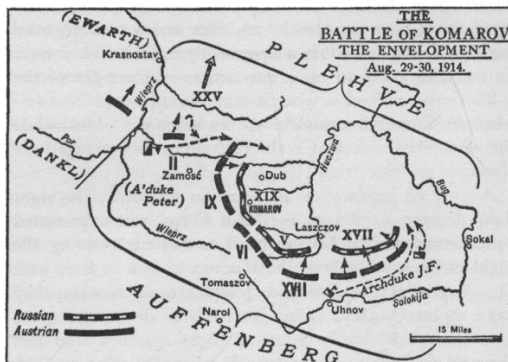 THE
BATTLE OF KOMAROV
THE ENVELOPMENT
Aug. 29-30, 1914.
(EWARTH)
PLEHVE
Krasnostav
XXV
Wieprz
Por
(DANKL)
II
Zamość
Huczwa
Bug
(A'duke
Peter)
IX
XIX
KOMAROV
Dub
Laszczov
XVII
Sokal
Wieprz
VI
Tomaszov
XVII
Archduke J.F.
Solokija
Uhnov
Narol
AUFFENBERG
Russian
Austrian
15 Miles